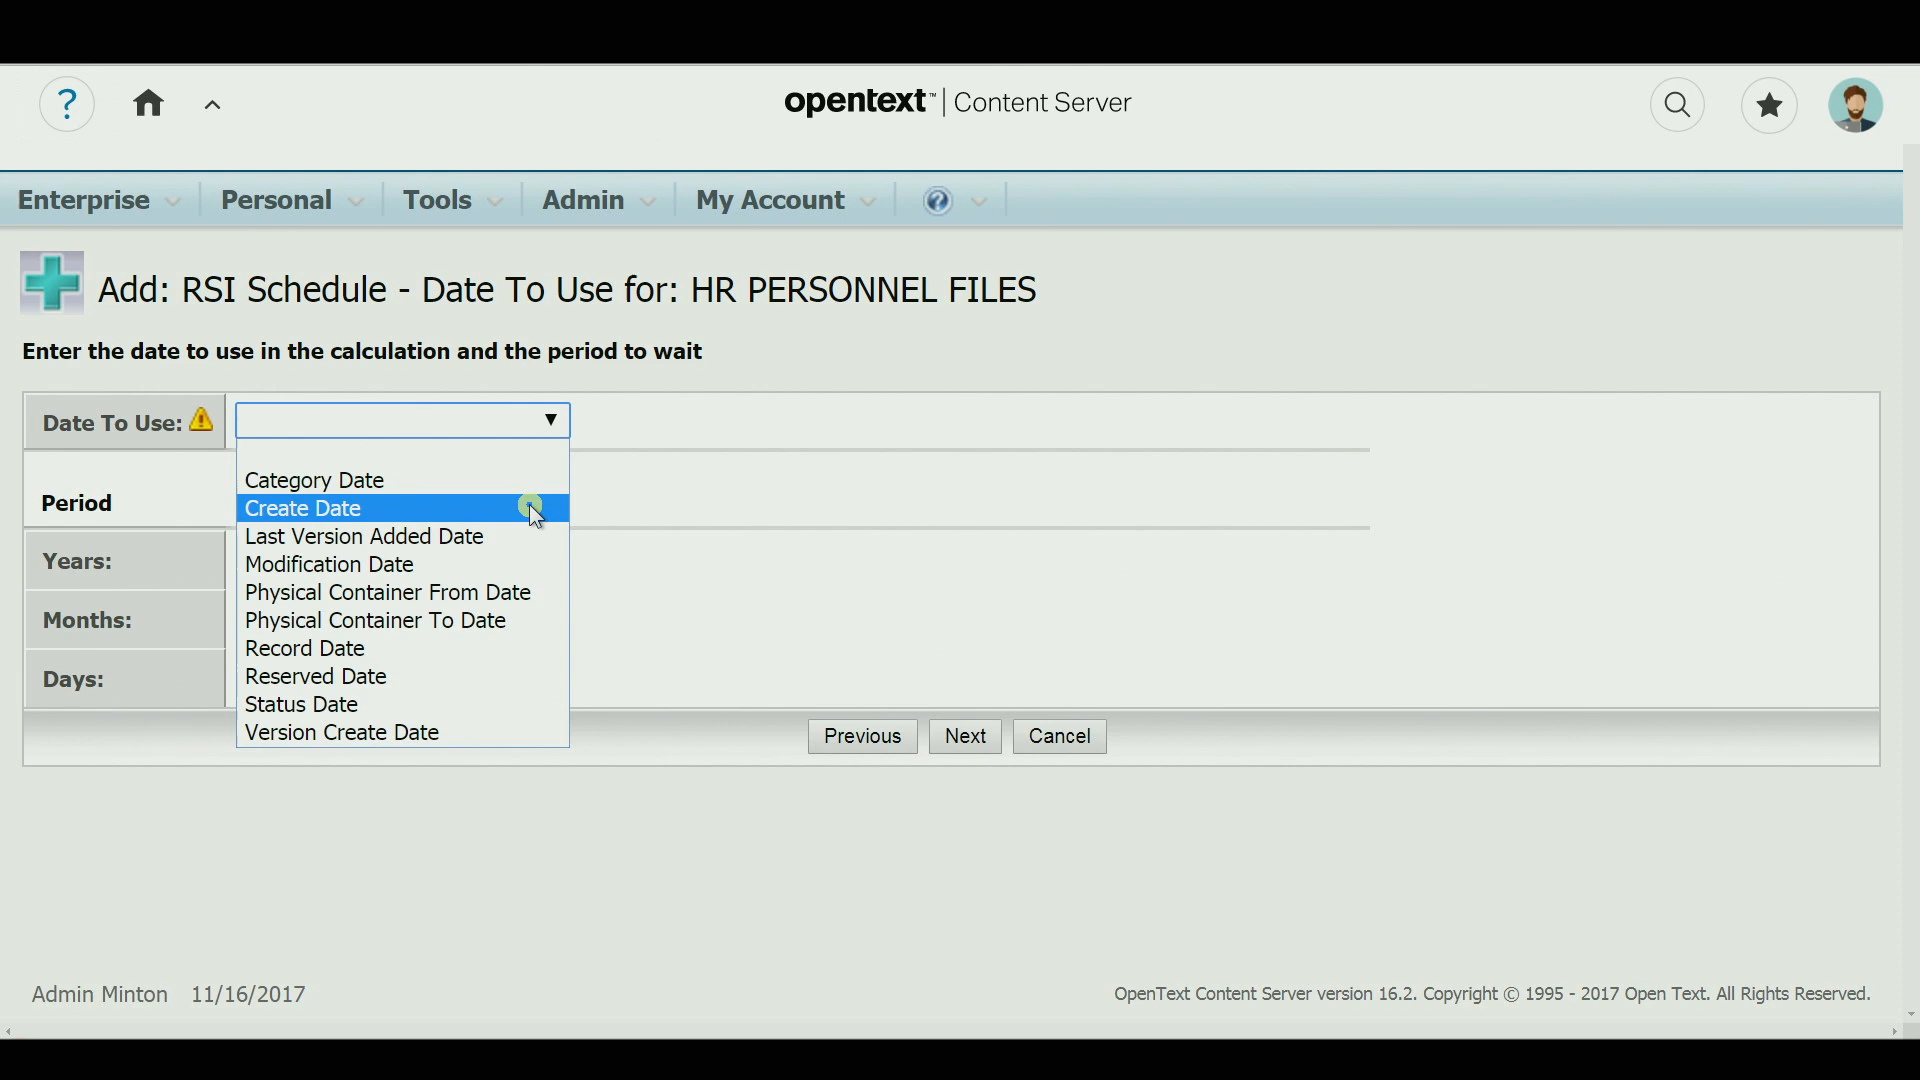 ?
opentext™ | Content Server
Enterprise Personal Tools Admin My Account ?
Add: RSI Schedule - Date To Use for: HR PERSONNEL FILES
Enter the date to use in the calculation and the period to wait
Date To Use:
Category Date
Create Date
Last Version Added Date
Modification Date
Physical Container From Date
Physical Container To Date
Record Date
Reserved Date
Status Date
Version Create Date
Period
Years:
Months:
Days:
Previous Next Cancel
Admin Minton 11/16/2017
OpenText Content Server version 16.2. Copyright © 1995 - 2017 Open Text. All Rights Reserved.